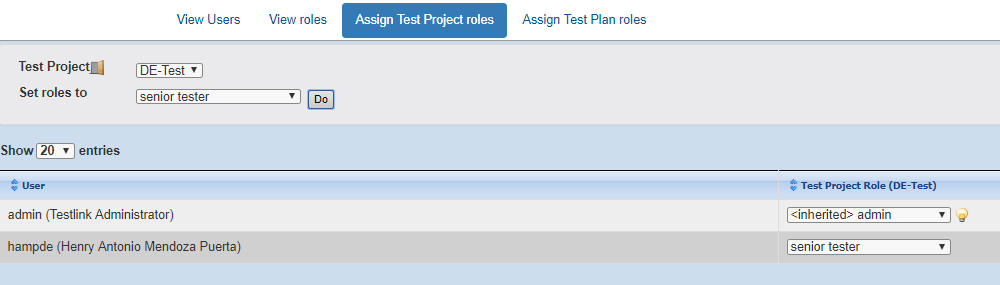 View Users View roles Assign Test Project roles Assign Test Plan roles
Test Project DE-Test
Set roles to senior tester Do
Show 20 entries
User Test Project Role (DE-Test)
admin (Testlink Administrator) <inherited> admin
hampde (Henry Antonio Mendoza Puerta) senior tester